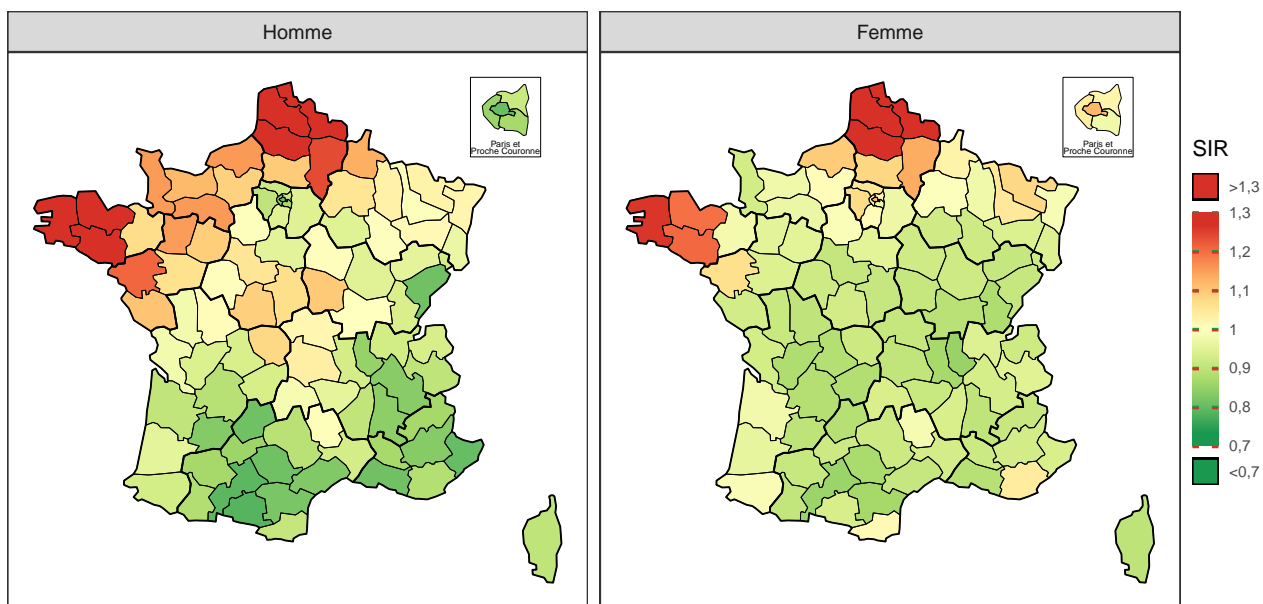 Homme
Femme
Paris et
Proche Couronne
Paris et
Proche Couronne
SIR
>1,3
1,3
1,2
1,1
1
0,9
0,8
0,7
<0,7